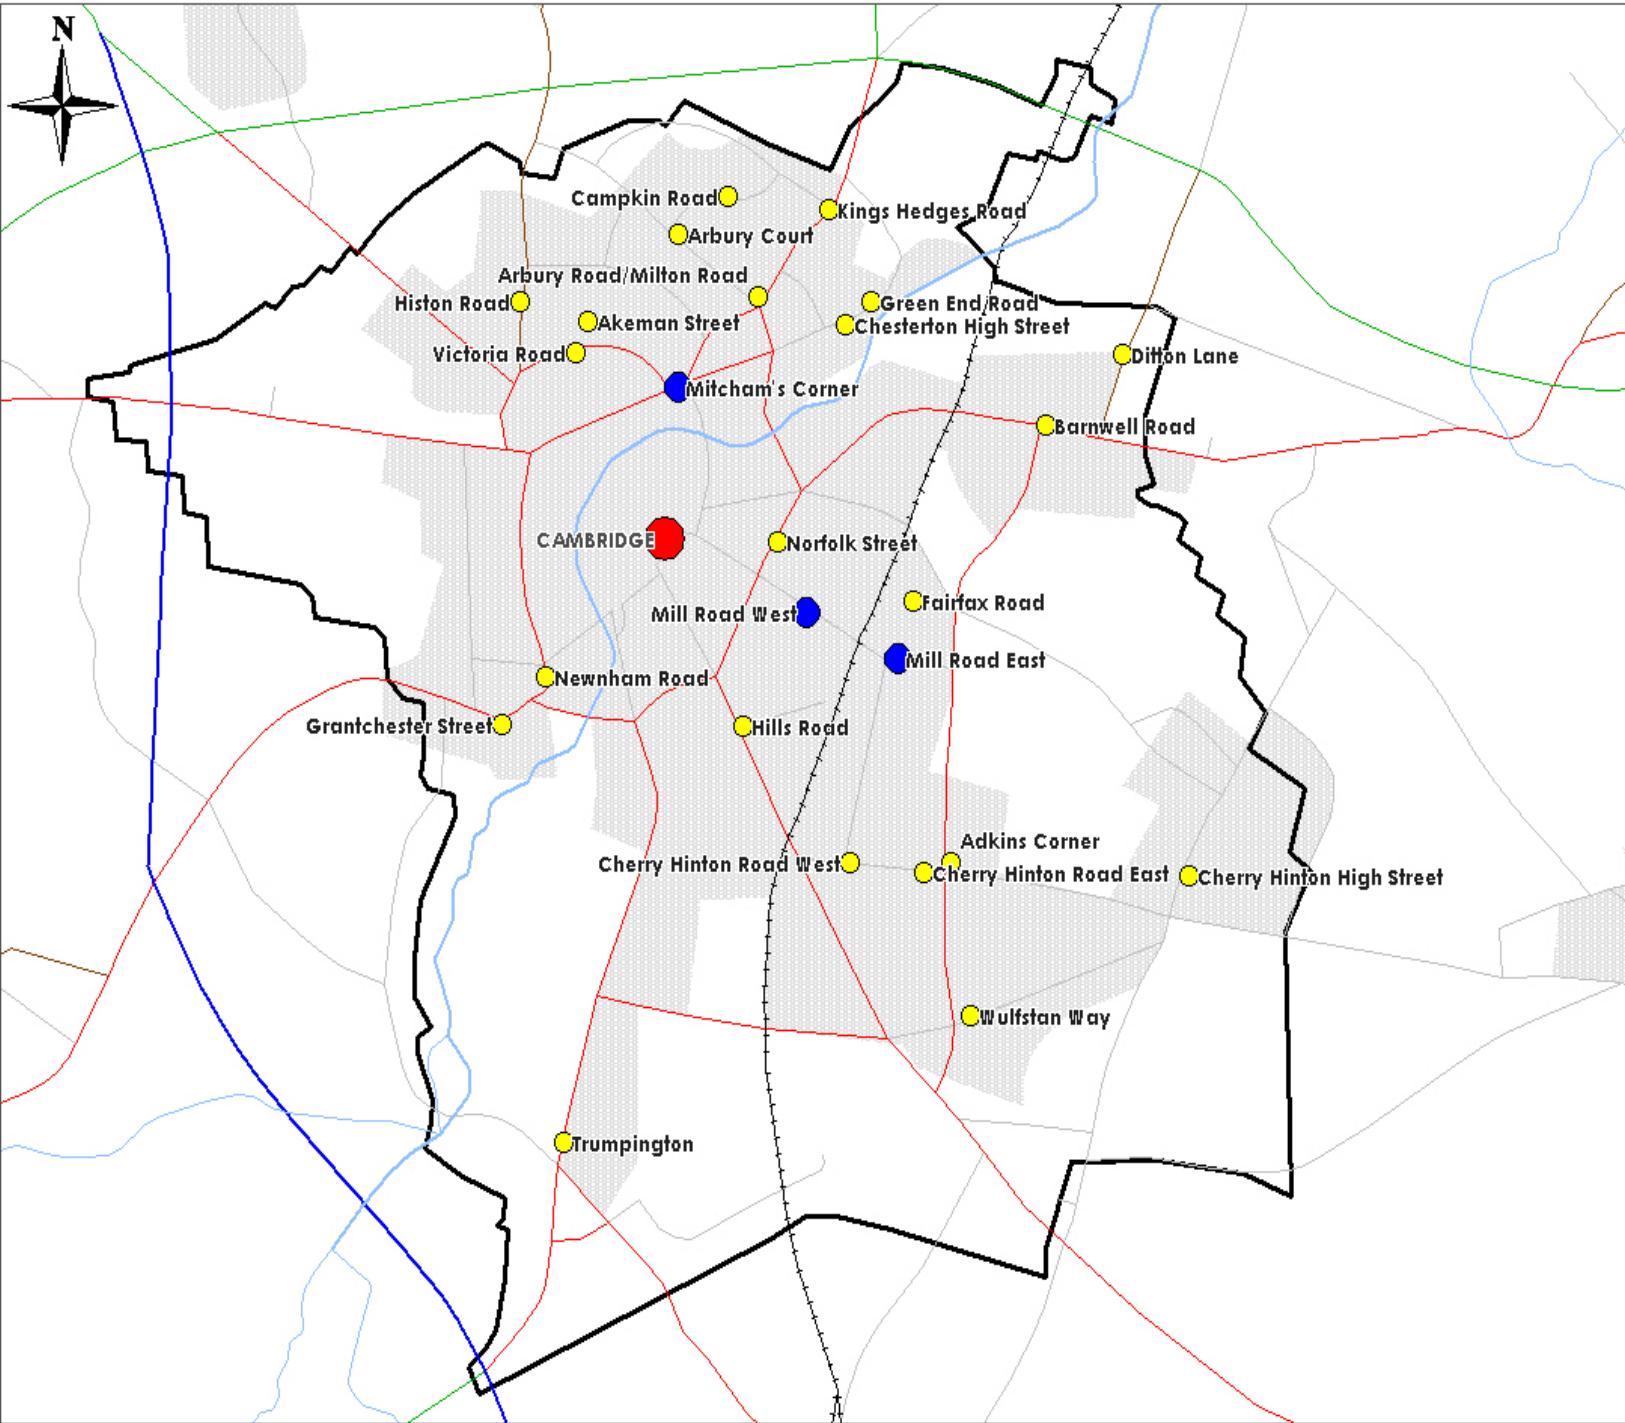 N
Campkin Road
Kings Hedges Road
Arbury Court
Arbury Road/Milton Road
Histon Road
Green End Road
Akeman Street
Chesterton High Street
Victoria Road
Ditton Lane
Mitcham's Corner
Barnwell Road
CAMBRIDGE
Norfolk Street
Fairfax Road
Mill Road West
Mill Road East
Newnham Road
Grantchester Street
Hills Road
Adkins Corner
Cherry Hinton Road West
Cherry Hinton Road East
Cherry Hinton High Street
Wulfstan Way
Trumpington